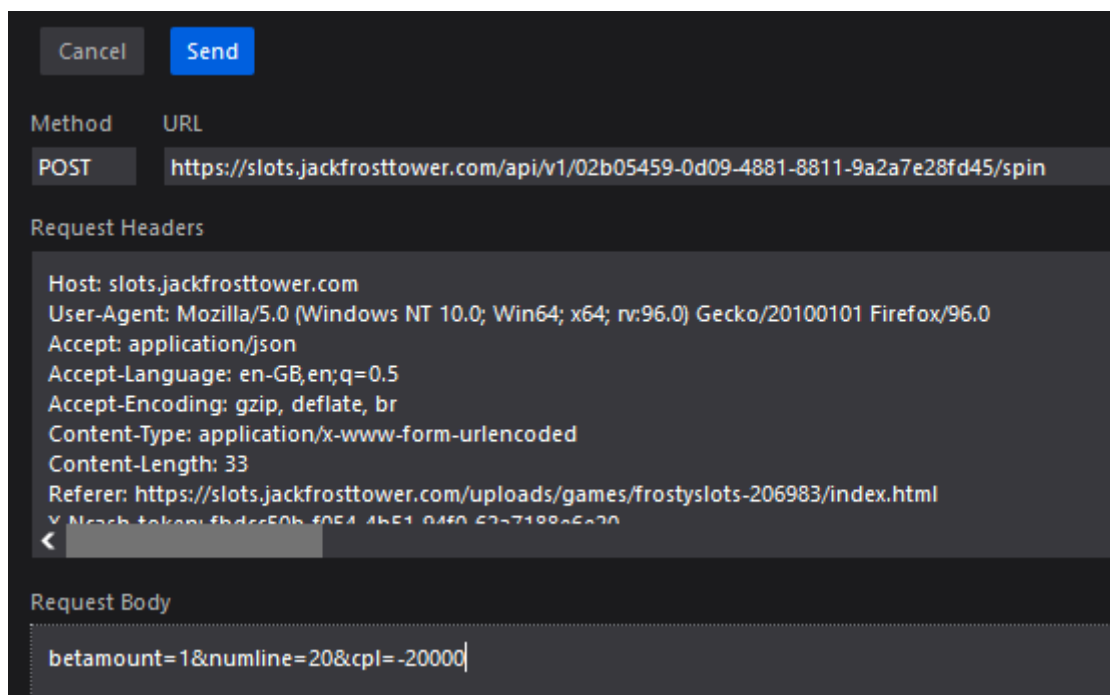 Cancel Send
Method URL
POST https://slots.jackfrosttower.com/api/v1/02b05459-0d09-4881-8811-9a2a7e28fd45/spin
Request Headers
Host: slots.jackfrosttower.com
User-Agent: Mozilla/5.0 (Windows NT 10.0; Win64; x64; rv:96.0) Gecko/20100101 Firefox/96.0
Accept: application/json
Accept-Language: en-GB,en;q=0.5
Accept-Encoding: gzip, deflate, br
Content-Type: application/x-www-form-urlencoded
Content-Length: 33
Referer: https://slots.jackfrosttower.com/uploads/games/frostyslots-206983/index.html
Request Body
betamount=1&numline=20&cpl=-20000